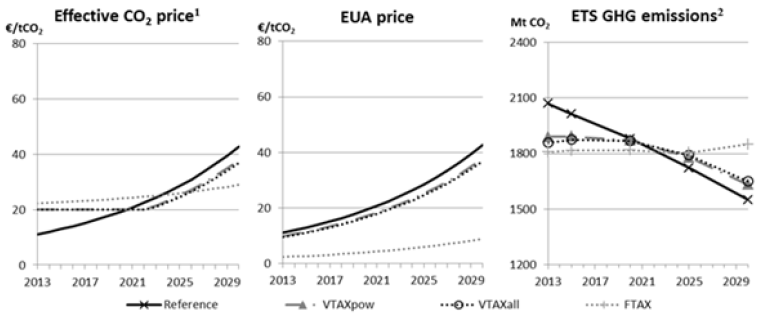 Effective CO₂ price¹
€/tCO₂
80
60
40
20
0
2013 2017 2021 2025 2029
EUA price
€/tCO₂
80
60
40
20
0
2013 2017 2021 2025 2029
ETS GHG emissions²
Mt CO₂
2400
2100
1800
1500
1200
2013 2017 2021 2025 2029
Reference VTAXpow VTAXall FTAX